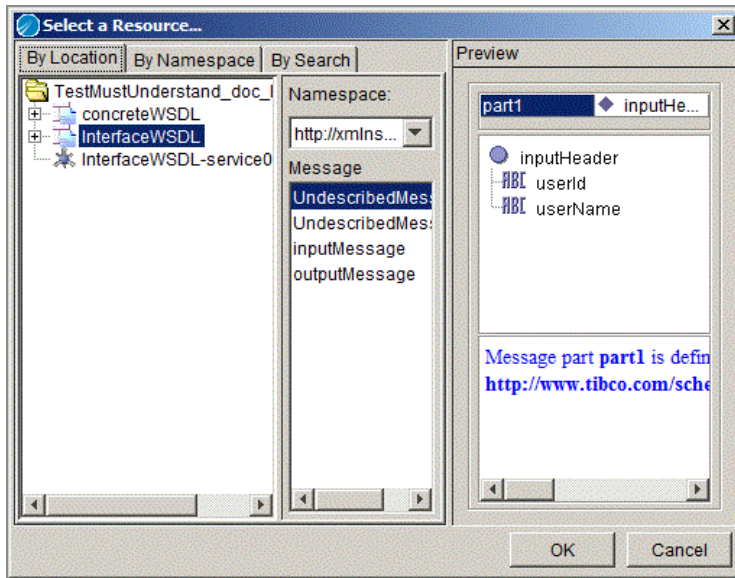 Select a Resource...
By Location
By Namespace
By Search
TestMustUnderstand_doc_l
concreteWSDL
InterfaceWSDL
InterfaceWSDL-service0
Namespace:
http://xmlns...
Message
UndescribedMess
UndescribedMess
inputMessage
outputMessage
Preview
part1 inputHe...
inputHeader
ABC userId
ABC userName
Message part part1 is defin
http://www.tibco.com/sche
OK
Cancel